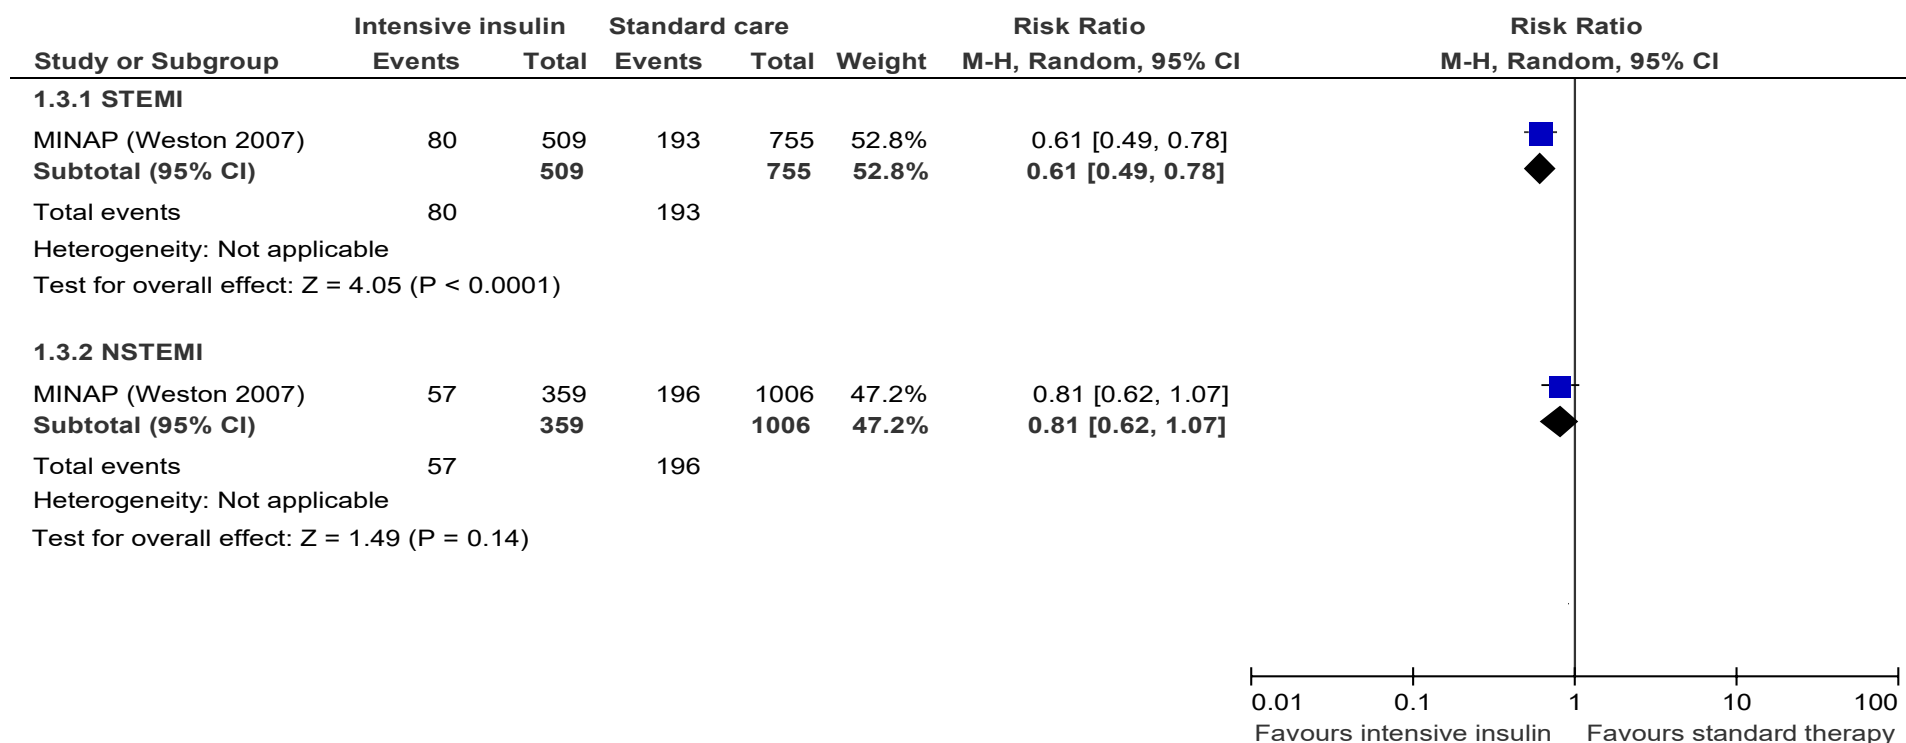 Intensive insulin Standard care Risk Ratio Risk Ratio
Study or Subgroup Events Total Events Total Weight M-H, Random, 95% CI M-H, Random, 95% CI
1.3.1 STEMI
MINAP (Weston 2007) 80 509 193 755 52.8% 0.61 [0.49, 0.78]
Subtotal (95% CI) 509 755 52.8% 0.61 [0.49, 0.78]
Total events 80 193
Heterogeneity: Not applicable
Test for overall effect: Z = 4.05 (P < 0.0001)
1.3.2 NSTEMI
MINAP (Weston 2007) 57 359 196 1006 47.2% 0.81 [0.62, 1.07]
Subtotal (95% CI) 359 1006 47.2% 0.81 [0.62, 1.07]
Total events 57 196
Heterogeneity: Not applicable
Test for overall effect: Z = 1.49 (P = 0.14)
0.01 0.1 1 10 100
Favours intensive insulin Favours standard therapy